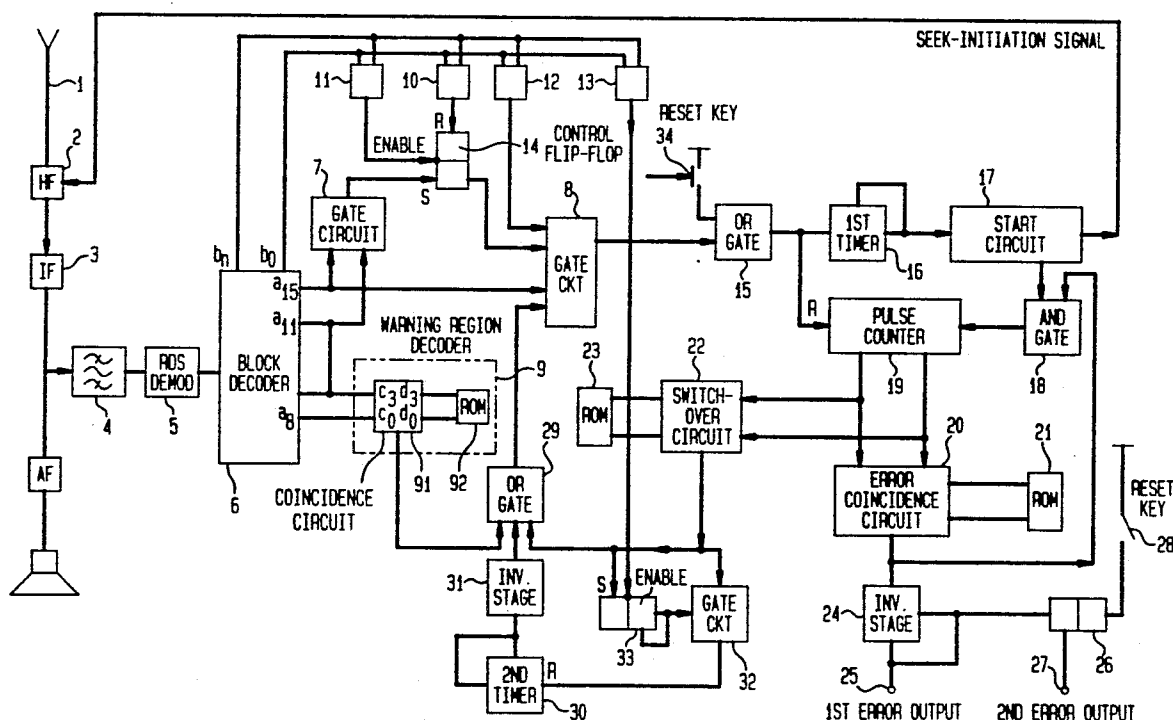 SEEK-INITIATION SIGNAL
1
11
10
12
13
RESET KEY
34
R
ENABLE
14
CONTROL
FLIP-FLOP
2
HF
7
S
8
17
GATE
CIRCUIT
OR
GATE
15
1ST
TIMER
16
START
CIRCUIT
3
IF
bn
b0
a15
GATE
CKT
a11
WARNING REGION
DECODER
R
PULSE
COUNTER
19
AND
GATE
18
BLOCK
DECODER
9
23
22
4
RDS
DEMOD
5
c3
d3
c0
d0
ROM
ROM
SWITCH-
OVER
CIRCUIT
20
21
a8
AF
6
COINCIDENCE
CIRCUIT
91
92
29
OR
GATE
ERROR
COINCIDENCE
CIRCUIT
ROM
RESET
KEY
28
31
INV.
STAGE
S
ENABLE
33
GATE
CKT
32
24
INV.
STAGE
26
2ND
TIMER
30
R
25
27
1ST ERROR OUTPUT
2ND ERROR OUTPUT